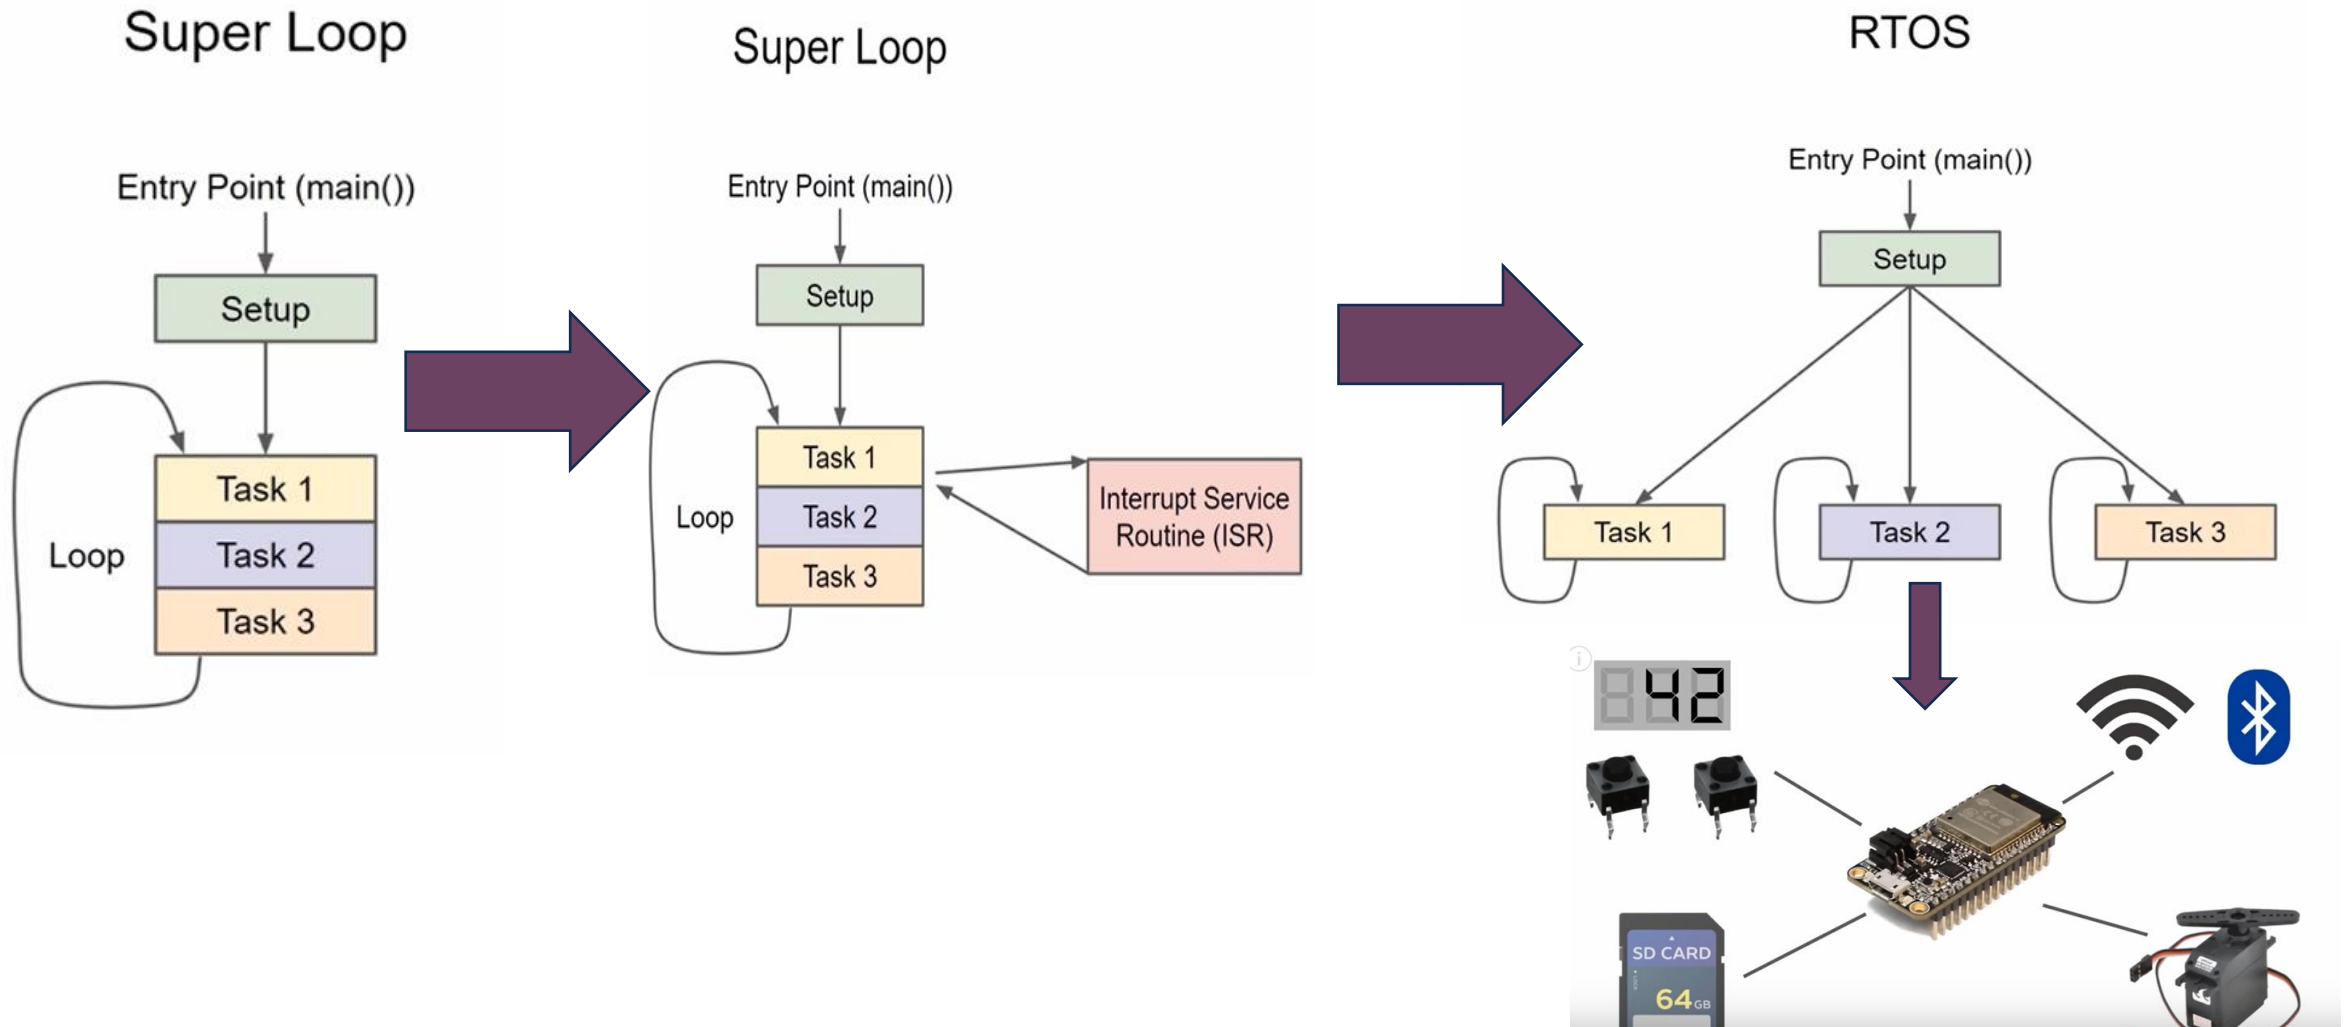 Super Loop
Entry Point (main())
Setup
Loop
Task 1
Task 2
Task 3
Super Loop
Entry Point (main())
Setup
Loop
Task 1
Task 2
Task 3
Interrupt Service
Routine (ISR)
RTOS
Entry Point (main())
Setup
Task 1
Task 2
Task 3
42
SD CARD
64GB